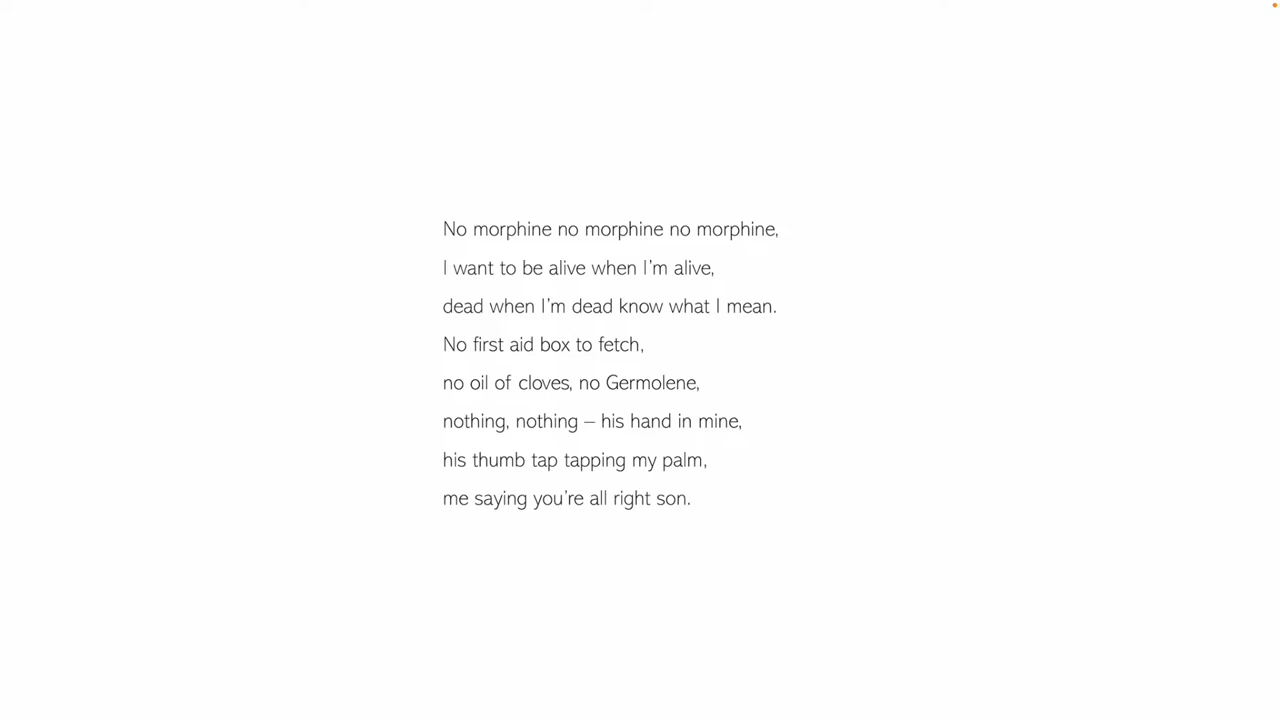 No morphine no morphine no morphine,
I want to be alive when I’m alive,
dead when I’m dead know what I mean.
No first aid box to fetch,
no oil of cloves, no Germolene,
nothing, nothing – his hand in mine,
his thumb tap tapping my palm,
me saying you’re all right son.